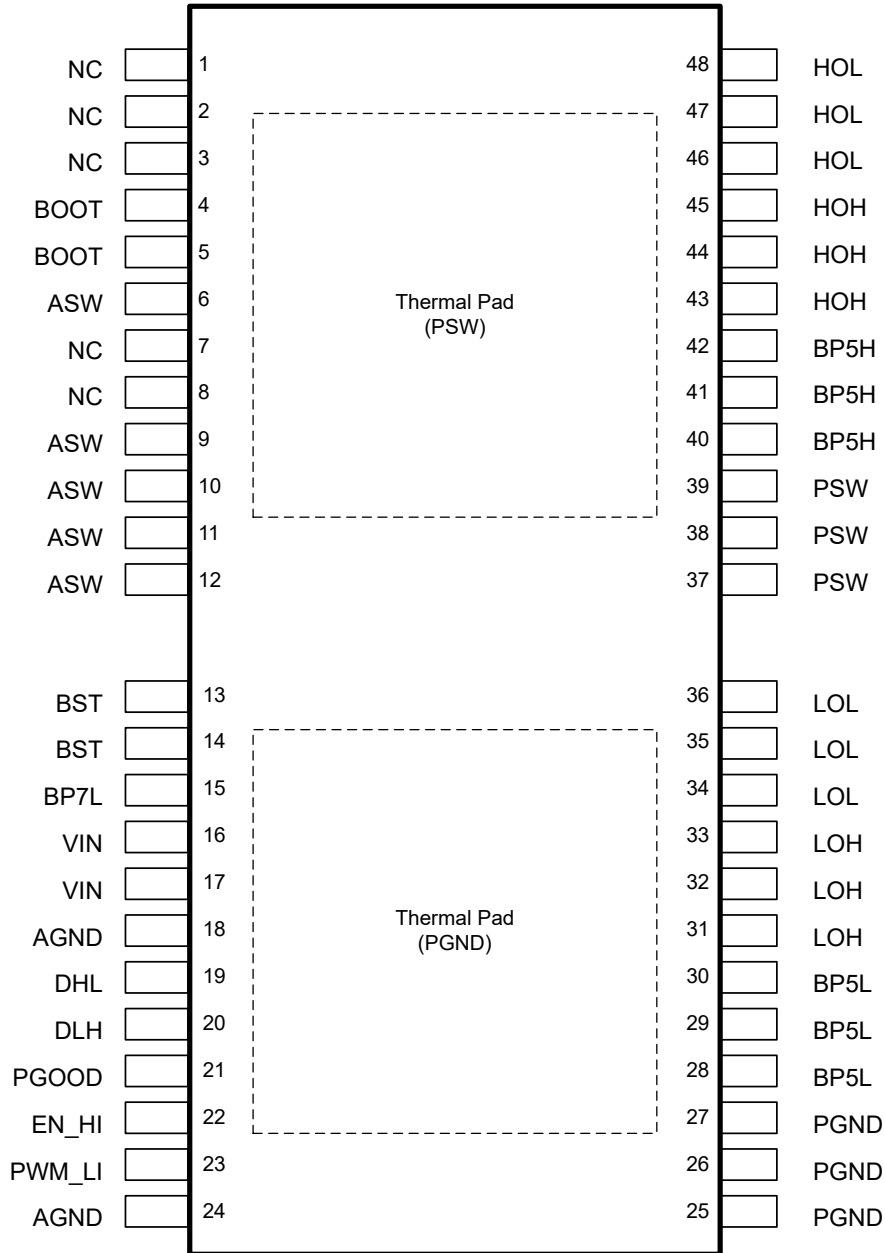 NC 1 48 HOL
NC 2 47 HOL
NC 3 46 HOL
BOOT 4 45 HOH
BOOT 5 44 HOH
ASW 6 43 HOH
Thermal Pad
(PSW)
NC 7 42 BP5H
NC 8 41 BP5H
ASW 9 40 BP5H
ASW 10 39 PSW
ASW 11 38 PSW
ASW 12 37 PSW
BST 13 36 LOL
BST 14 35 LOL
BP7L 15 34 LOL
VIN 16 33 LOH
VIN 17 32 LOH
AGND 18 31 LOH
Thermal Pad
(PGND)
DHL 19 30 BP5L
DLH 20 29 BP5L
PGOOD 21 28 BP5L
EN_HI 22 27 PGND
PWM_LI 23 26 PGND
AGND 24 25 PGND